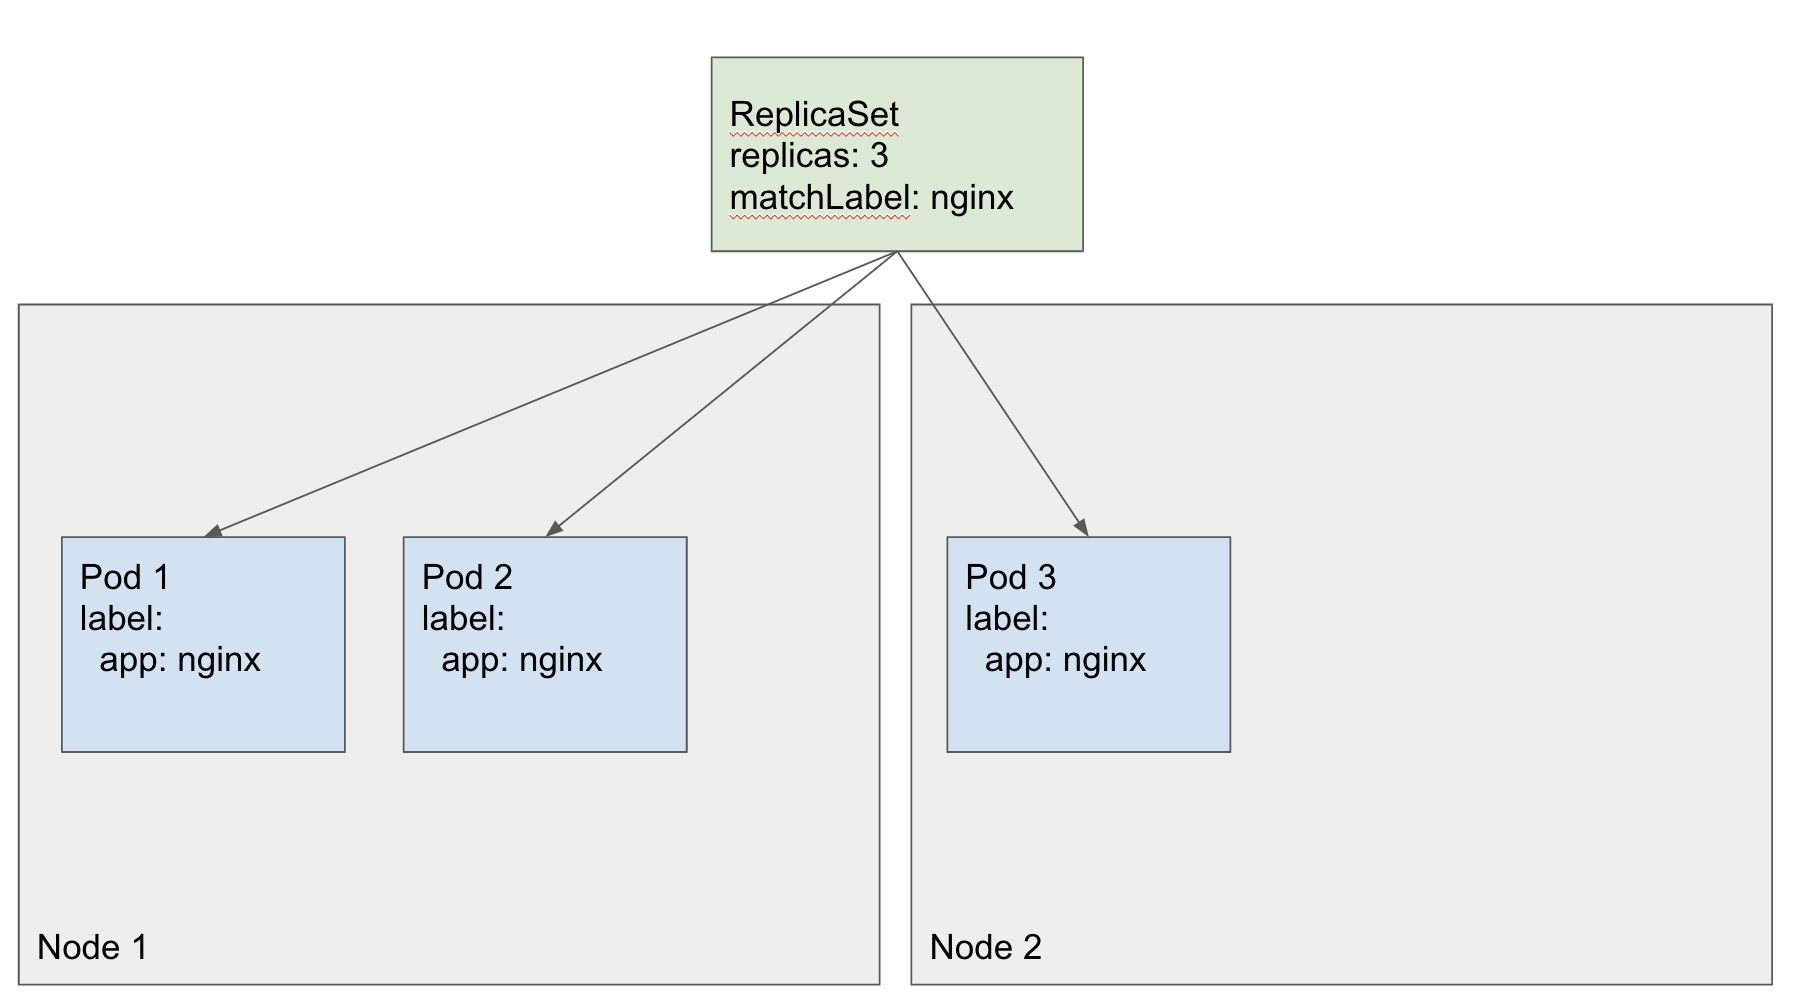 ReplicaSet
replicas: 3
matchLabel: nginx
Pod 1
label:
  app: nginx
Pod 2
label:
  app: nginx
Pod 3
label:
  app: nginx
Node 1
Node 2